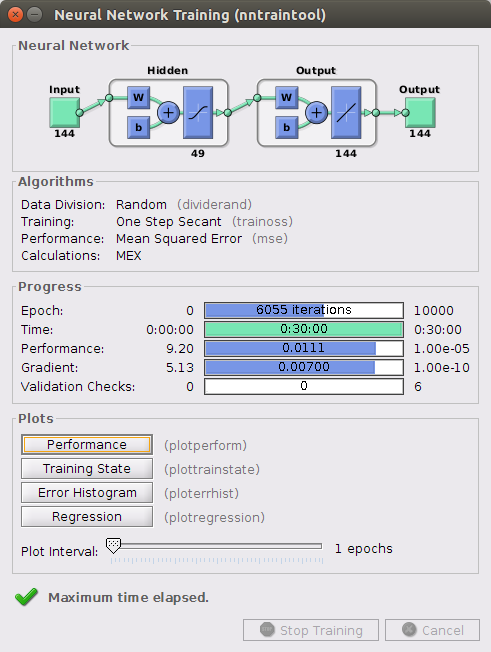 Neural Network Training (nntraintool)
Neural Network
Hidden Output
Input Output
W W
b b
144 144
49 144
Algorithms
Data Division: Random (dividerand)
Training: One Step Secant (trainoss)
Performance: Mean Squared Error (mse)
Calculations: MEX
Progress
Epoch: 0 6055 iterations 10000
Time: 0:00:00 0:30:00 0:30:00
Performance: 9.20 0.0111 1.00e-05
Gradient: 5.13 0.00700 1.00e-10
Validation Checks: 0 0 6
Plots
Performance (plotperform)
Training State (plottrainstate)
Error Histogram (ploterrhist)
Regression (plotregression)
Plot Interval: 1 epochs
Maximum time elapsed.
Stop Training Cancel